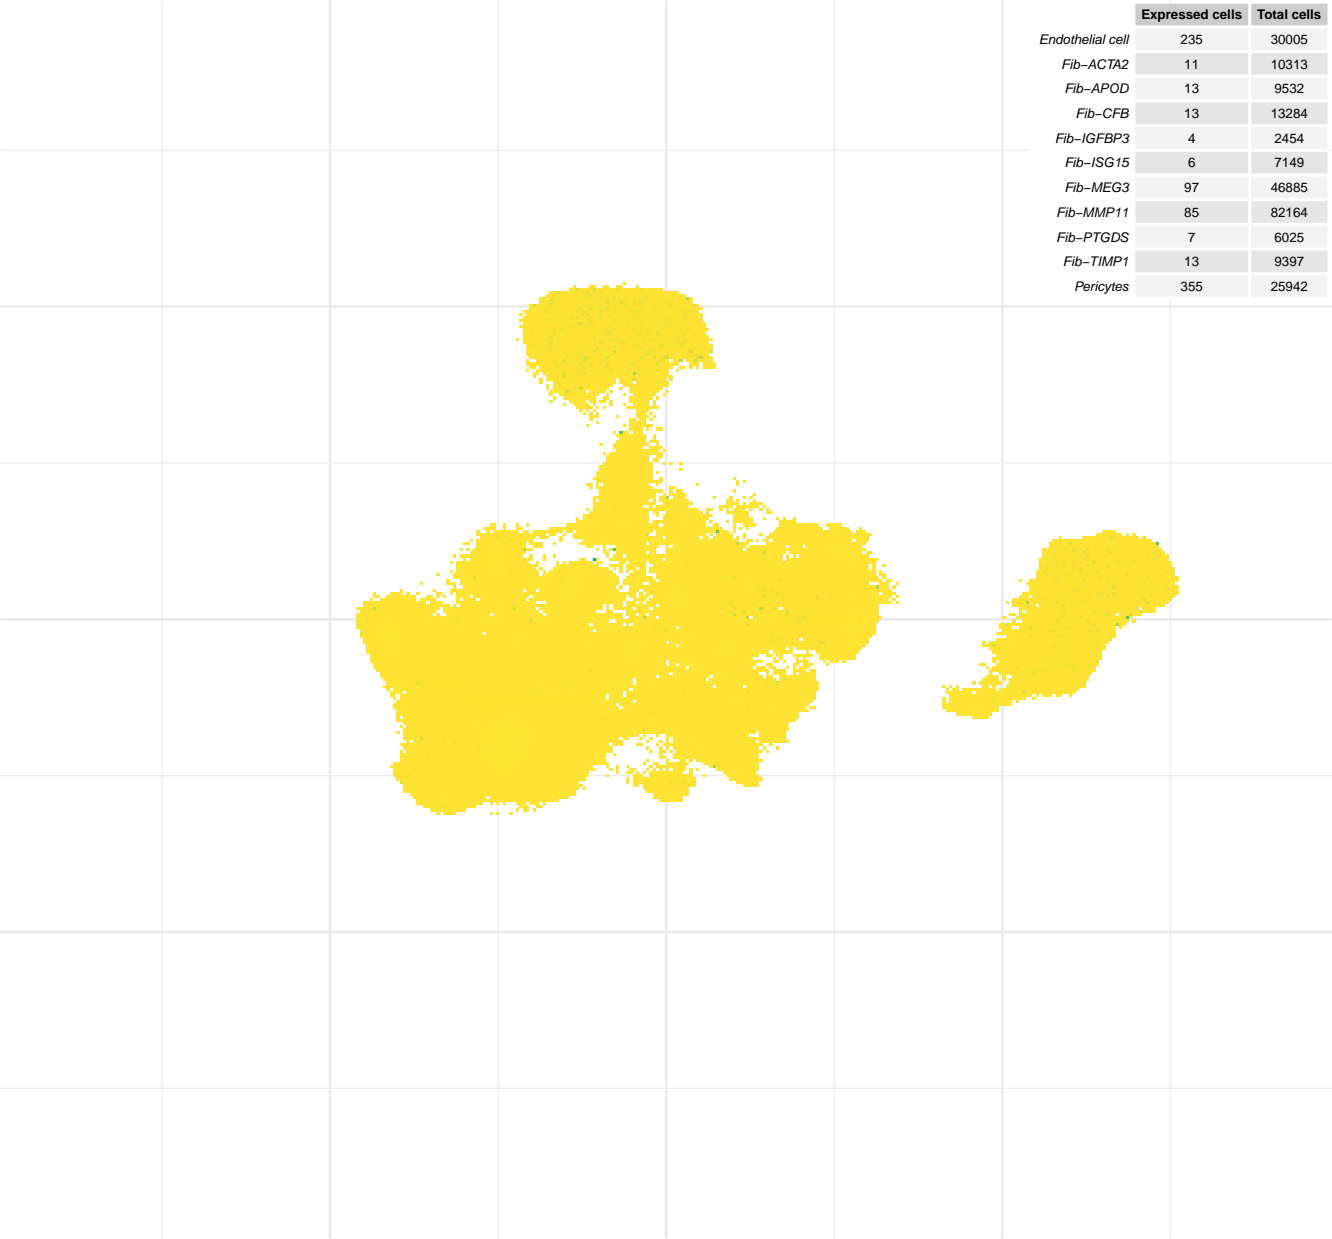 Expressed cells Total cells
Endothelial cell 235 30005
Fib−ACTA2 11 10313
Fib−APOD 13 9532
Fib−CFB 13 13284
Fib−IGFBP3 4 2454
Fib−ISG15 6 7149
Fib−MEG3 97 46885
Fib−MMP11 85 82164
Fib−PTGDS 7 6025
Fib−TIMP1 13 9397
Pericytes 355 25942